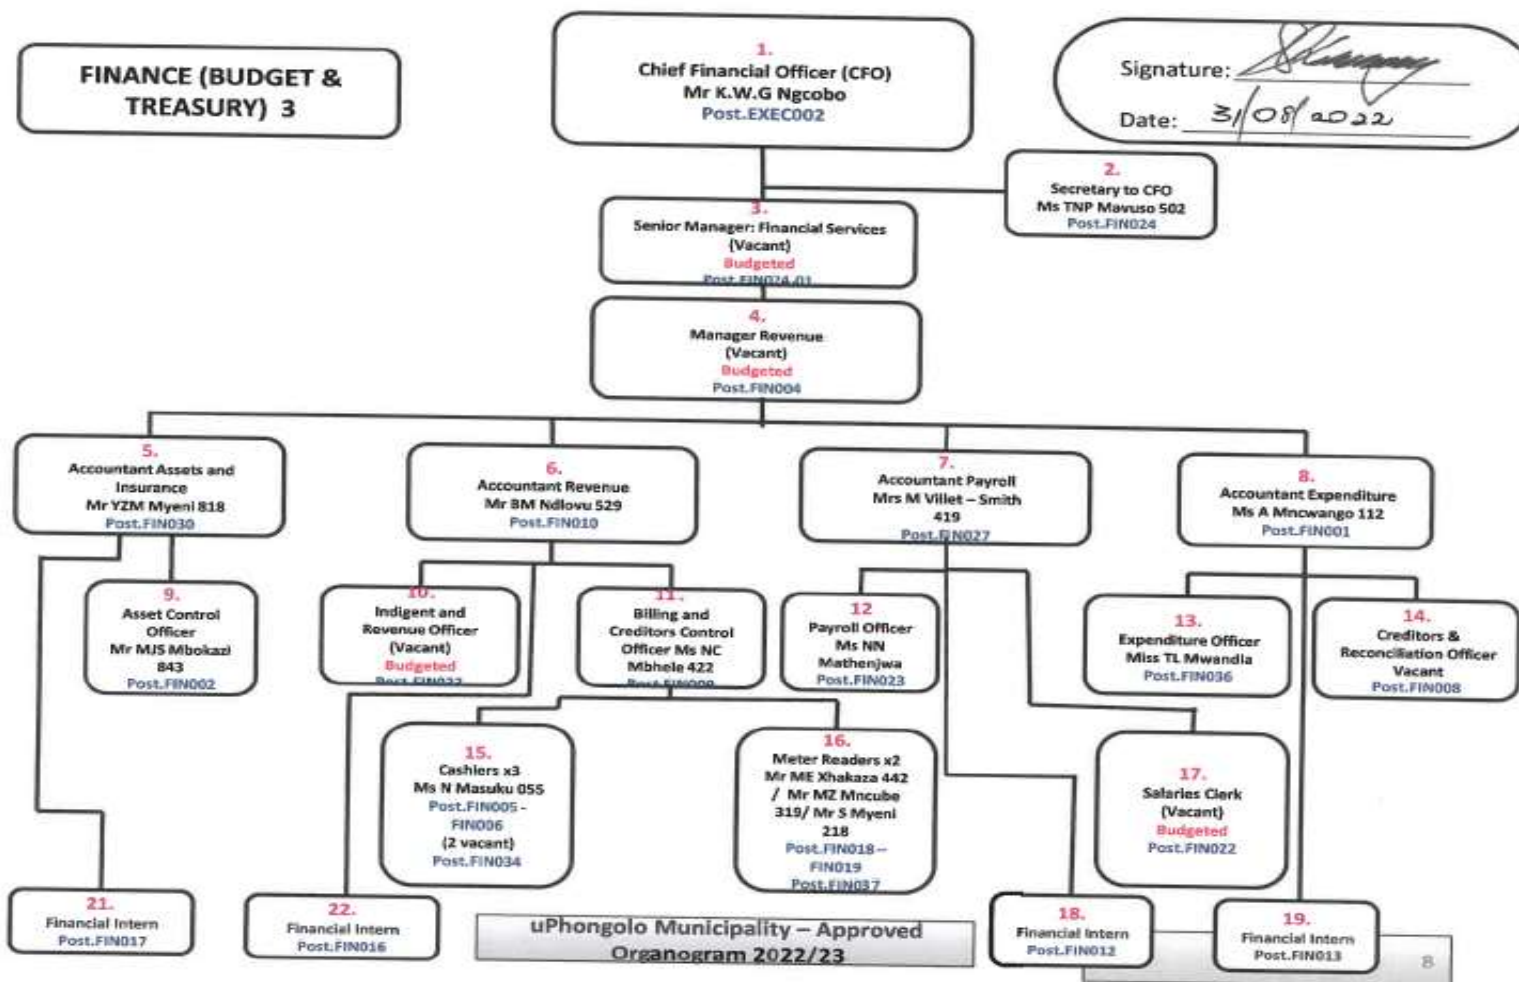 FINANCE (BUDGET &
TREASURY) 3
1.
Chief Financial Officer (CFO)
Mr K.W.G Ngcobo
Post.EXEC002
Signature:
Date: 31/08/2022
2.
Secretary to CFO
Ms TNP Mavuso 502
Post.FIN024
3.
Senior Manager: Financial Services
(Vacant)
Budgeted
Post.FIN024.01
4.
Manager Revenue
(Vacant)
Budgeted
Post.FIN004
5.
Accountant Assets and
Insurance
Mr YZM Myeni 818
Post.FIN030
6.
Accountant Revenue
Mr BM Ndlovu 529
Post.FIN010
7.
Accountant Payroll
Mrs M Villet – Smith
419
Post.FIN027
8.
Accountant Expenditure
Ms A Mncwango 112
Post.FIN001
9.
Asset Control
Officer
Mr MJS Mbokazi
843
Post.FIN002
10.
Indigent and
Revenue Officer
(Vacant)
Budgeted
11.
Billing and
Creditors Control
Officer Ms NC
Mbhele 422
12
Payroll Officer
Ms NN
Mathenjwa
Post.FIN023
13.
Expenditure Officer
Miss TL Mwandla
Post.FIN036
14.
Creditors &
Reconciliation Officer
Vacant
Post.FIN008
15.
Cashiers x3
Ms N Masuku 055
Post.FIN005 -
FIN006
(2 vacant)
Post.FIN034
16.
Meter Readers x2
Mr ME Xhakaza 442
/ Mr MZ Mncube
319/ Mr S Myeni
218
Post.FIN018 –
FIN019
Post.FIN037
17.
Salaries Clerk
(Vacant)
Budgeted
Post.FIN022
21.
Financial Intern
Post.FIN017
22.
Financial Intern
Post.FIN016
18.
Financial Intern
Post.FIN012
19.
Financial Intern
Post.FIN013
uPhongolo Municipality – Approved
Organogram 2022/23
8